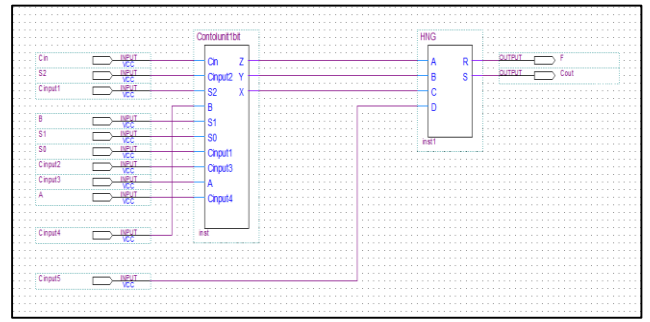 Contolunit1bit
HNG
Cin INPUT VCC
S2 INPUT VCC
Cinput1 INPUT VCC
B INPUT VCC
S1 INPUT VCC
S0 INPUT VCC
Cinput2 INPUT VCC
Cinput3 INPUT VCC
A INPUT VCC
Cinput4 INPUT VCC
Cinput5 INPUT VCC
Cin Z
Cinput2 Y
S2 X
B
S1
S0
Cinput1
Cinput3
A
Cinput4
inst
A R
B S
C
D
inst1
OUTPUT F
OUTPUT Cout